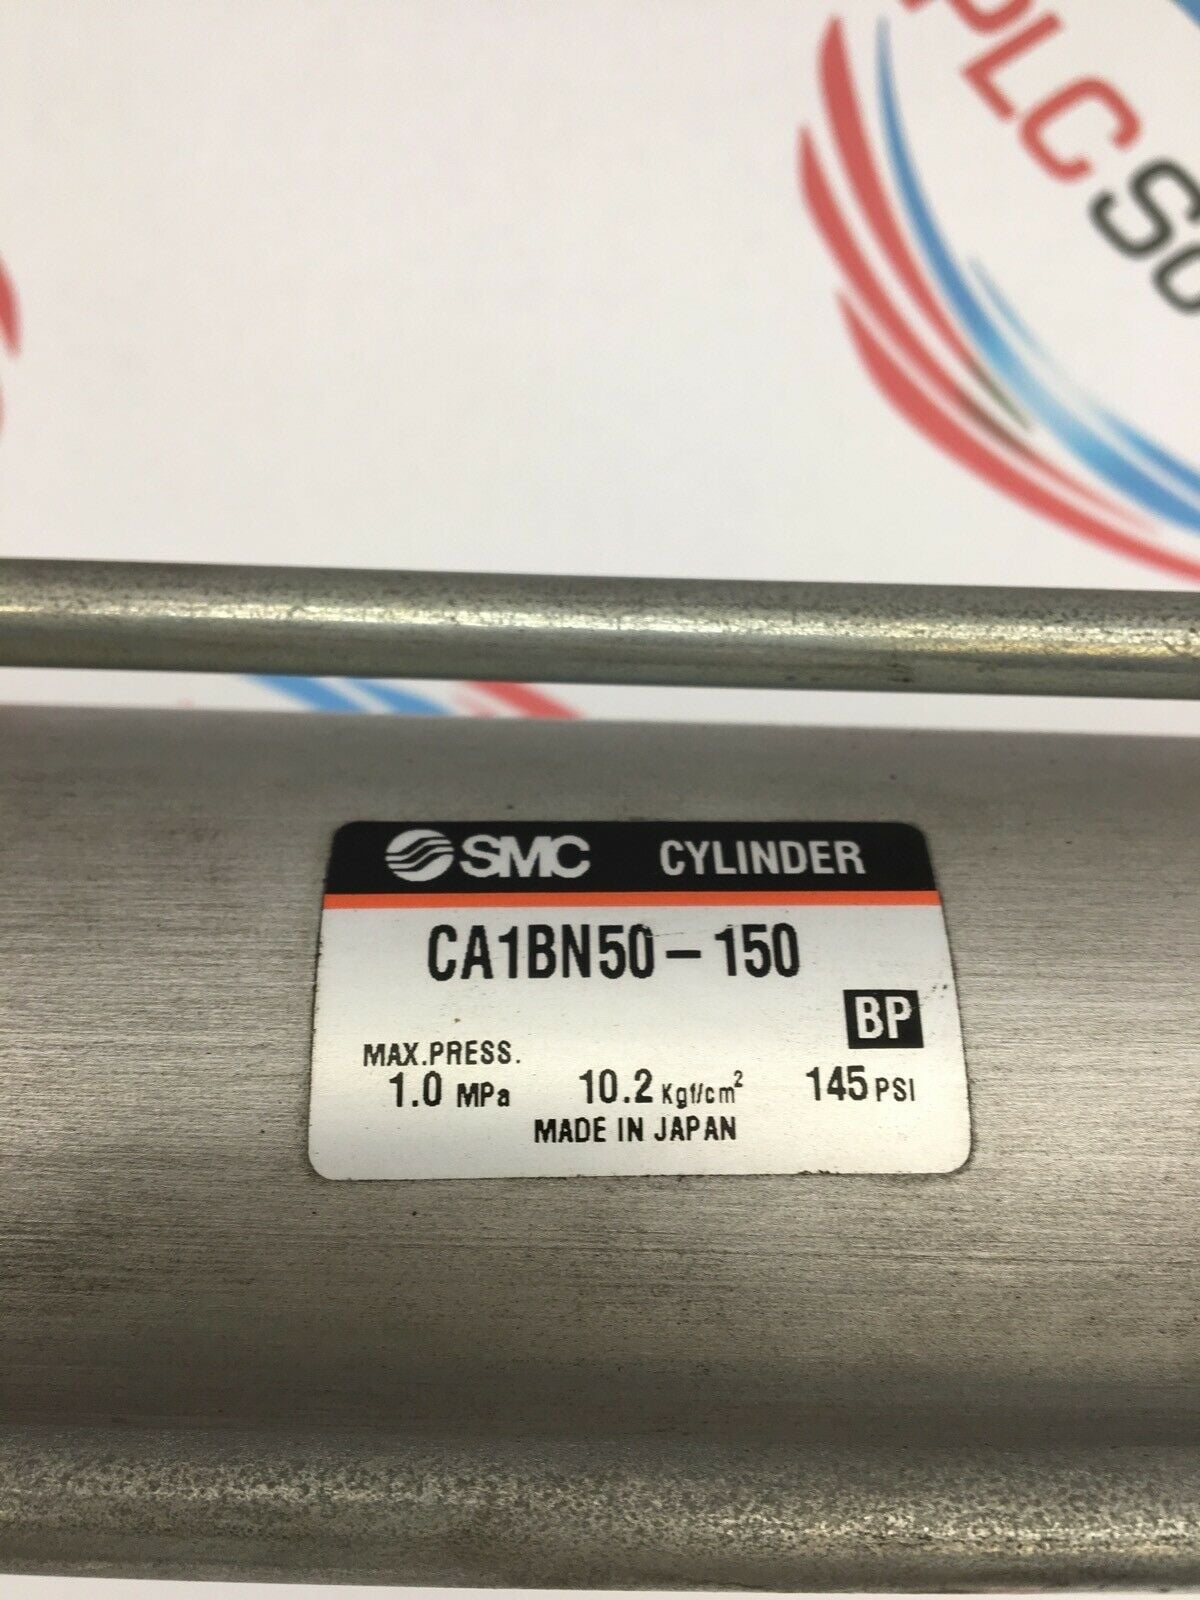 PLC
SMC CYLINDER
CA1BN50-150
BP
MAX.PRESS.
1.0 MPa 10.2 Kgf/cm² 145 PSI
MADE IN JAPAN